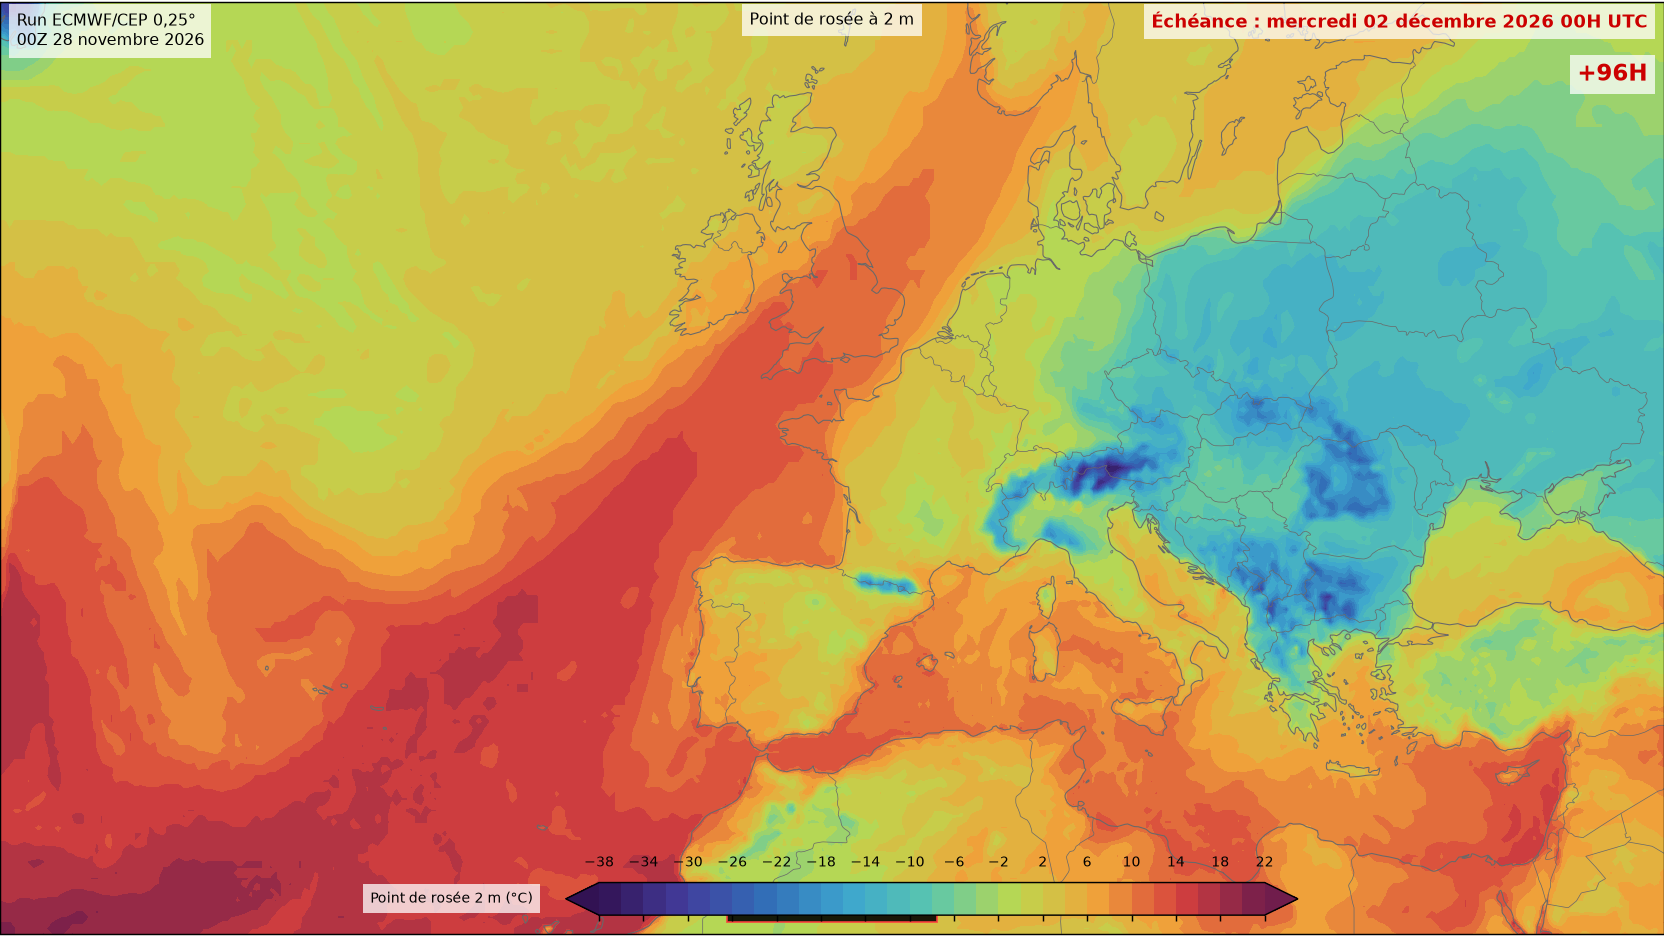 Run ECMWF/CEP 0,25°
00Z 28 novembre 2026
Point de rosée à 2 m
Échéance : mercredi 02 décembre 2026 00H UTC
+96H
−38 −34 −30 −26 −22 −18 −14 −10 −6 −2 2 6 10 14 18 22
Point de rosée 2 m (°C)